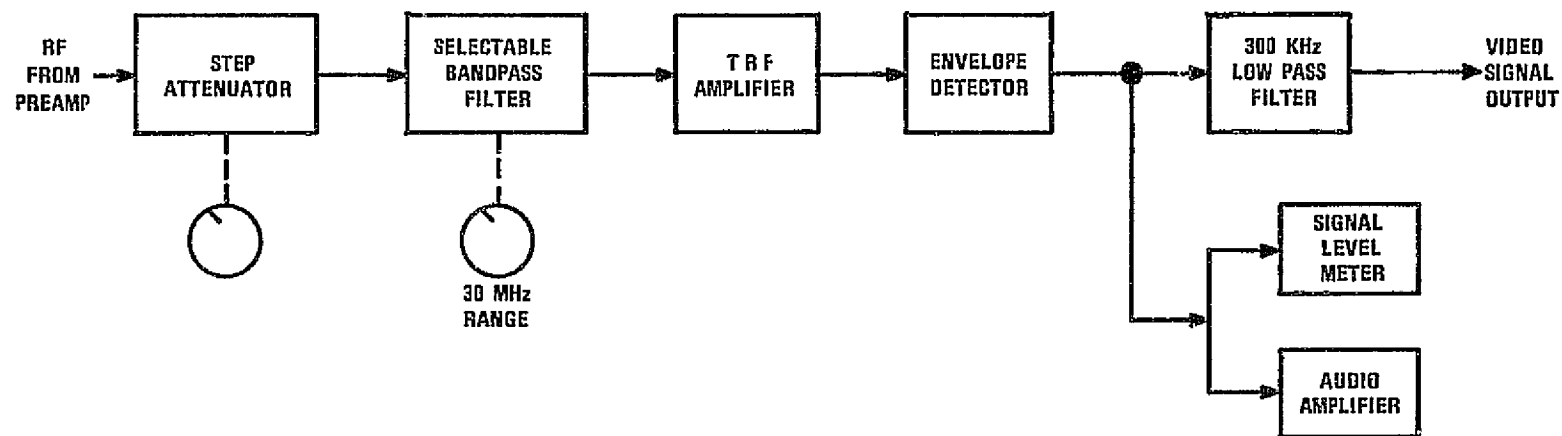 RF
FROM
PREAMP
STEP
ATTENUATOR
SELECTABLE
BANDPASS
FILTER
30 MHz
RANGE
T R F
AMPLIFIER
ENVELOPE
DETECTOR
300 KHz
LOW PASS
FILTER
VIDEO
SIGNAL
OUTPUT
SIGNAL
LEVEL
METER
AUDIO
AMPLIFIER